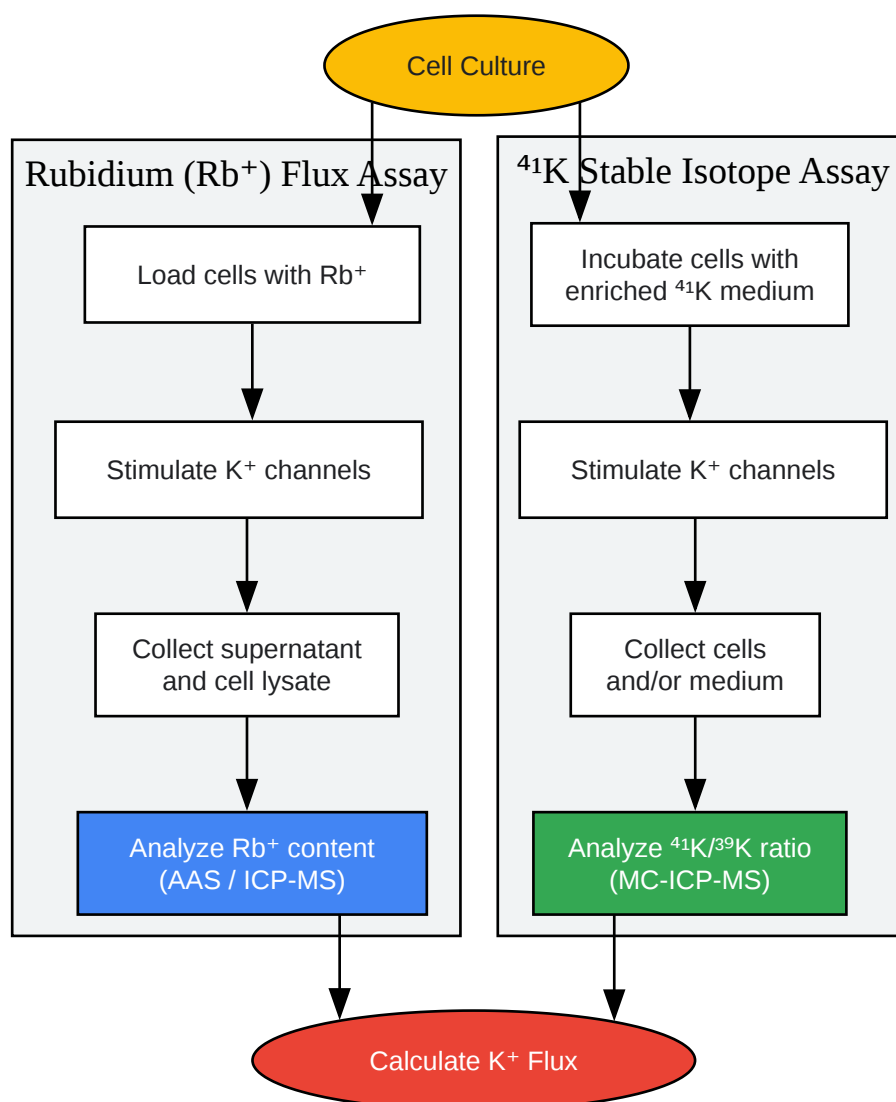 Cell Culture
Rubidium (Rb⁺) Flux Assay
Load cells with Rb⁺
Stimulate K⁺ channels
Collect supernatant
and cell lysate
Analyze Rb⁺ content
(AAS / ICP-MS)
⁴¹K Stable Isotope Assay
Incubate cells with
enriched ⁴¹K medium
Stimulate K⁺ channels
Collect cells
and/or medium
Analyze ⁴¹K/³⁹K ratio
(MC-ICP-MS)
Calculate K⁺ Flux